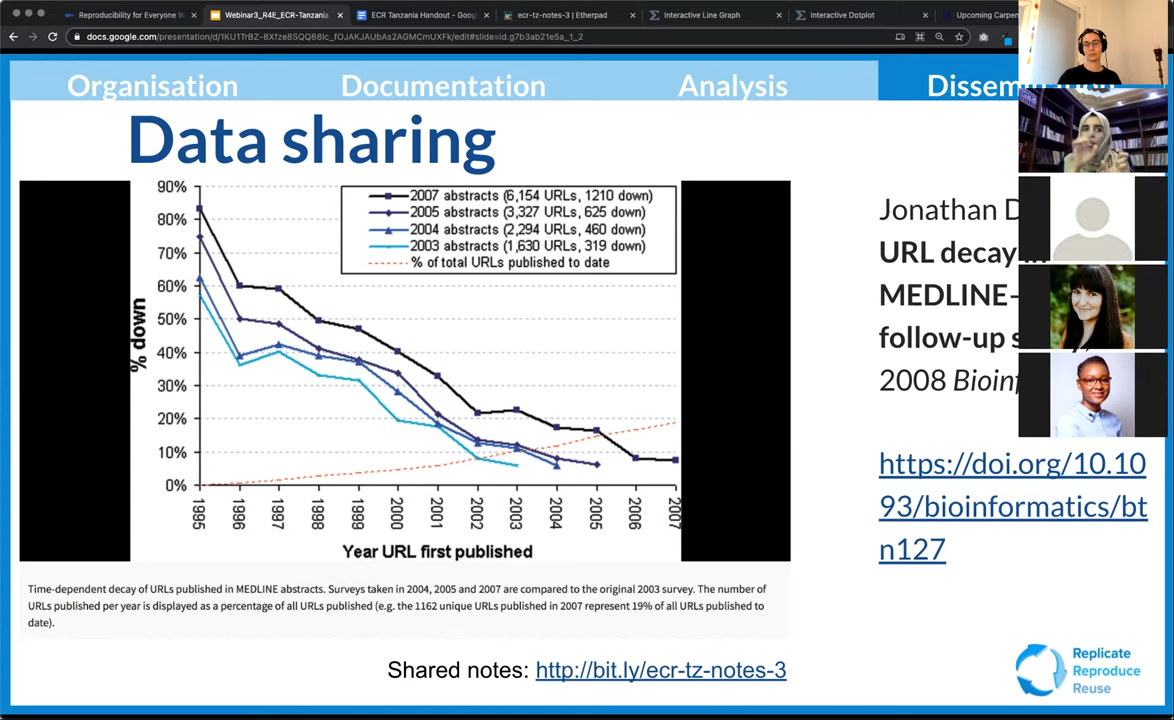 Reproducibility for Everyone W
Webinar3_R4E_ECR-Tanzania
ECR Tanzania Handout - Goog
ecr-tz-notes-3 | Etherpad
Interactive Line Graph
Interactive Dotplot
Upcoming Carpen
docs.google.com/presentation/d/1KU1TrBZ-8Xfze8SQQ88lc_fOJAKJAUbAs2AGMCmUXFk/edit#slide=id.g7b3ab21e5a_1_2
Organisation
Documentation
Analysis
Dissem
Data sharing
90%
80%
70%
60%
50%
40%
30%
20%
10%
0%
% down
2007 abstracts (6,154 URLs, 1210 down)
2005 abstracts (3,327 URLs, 625 down)
2004 abstracts (2,294 URLs, 460 down)
2003 abstracts (1,630 URLs, 319 down)
% of total URLs published to date
1995 1996 1997 1998 1999 2000 2001 2002 2003 2004 2005 2006 2007
Year URL first published
Time-dependent decay of URLs published in MEDLINE abstracts. Surveys taken in 2004, 2005 and 2007 are compared to the original 2003 survey. The number of
URLs published per year is displayed as a percentage of all URLs published (e.g. the 1162 unique URLs published in 2007 represent 19% of all URLs published to
date).
Jonathan D
URL decay in
MEDLINE-
follow-up s
2008 Bioinf
https://doi.org/10.10
93/bioinformatics/bt
n127
Shared notes: http://bit.ly/ecr-tz-notes-3
Replicate
Reproduce
Reuse